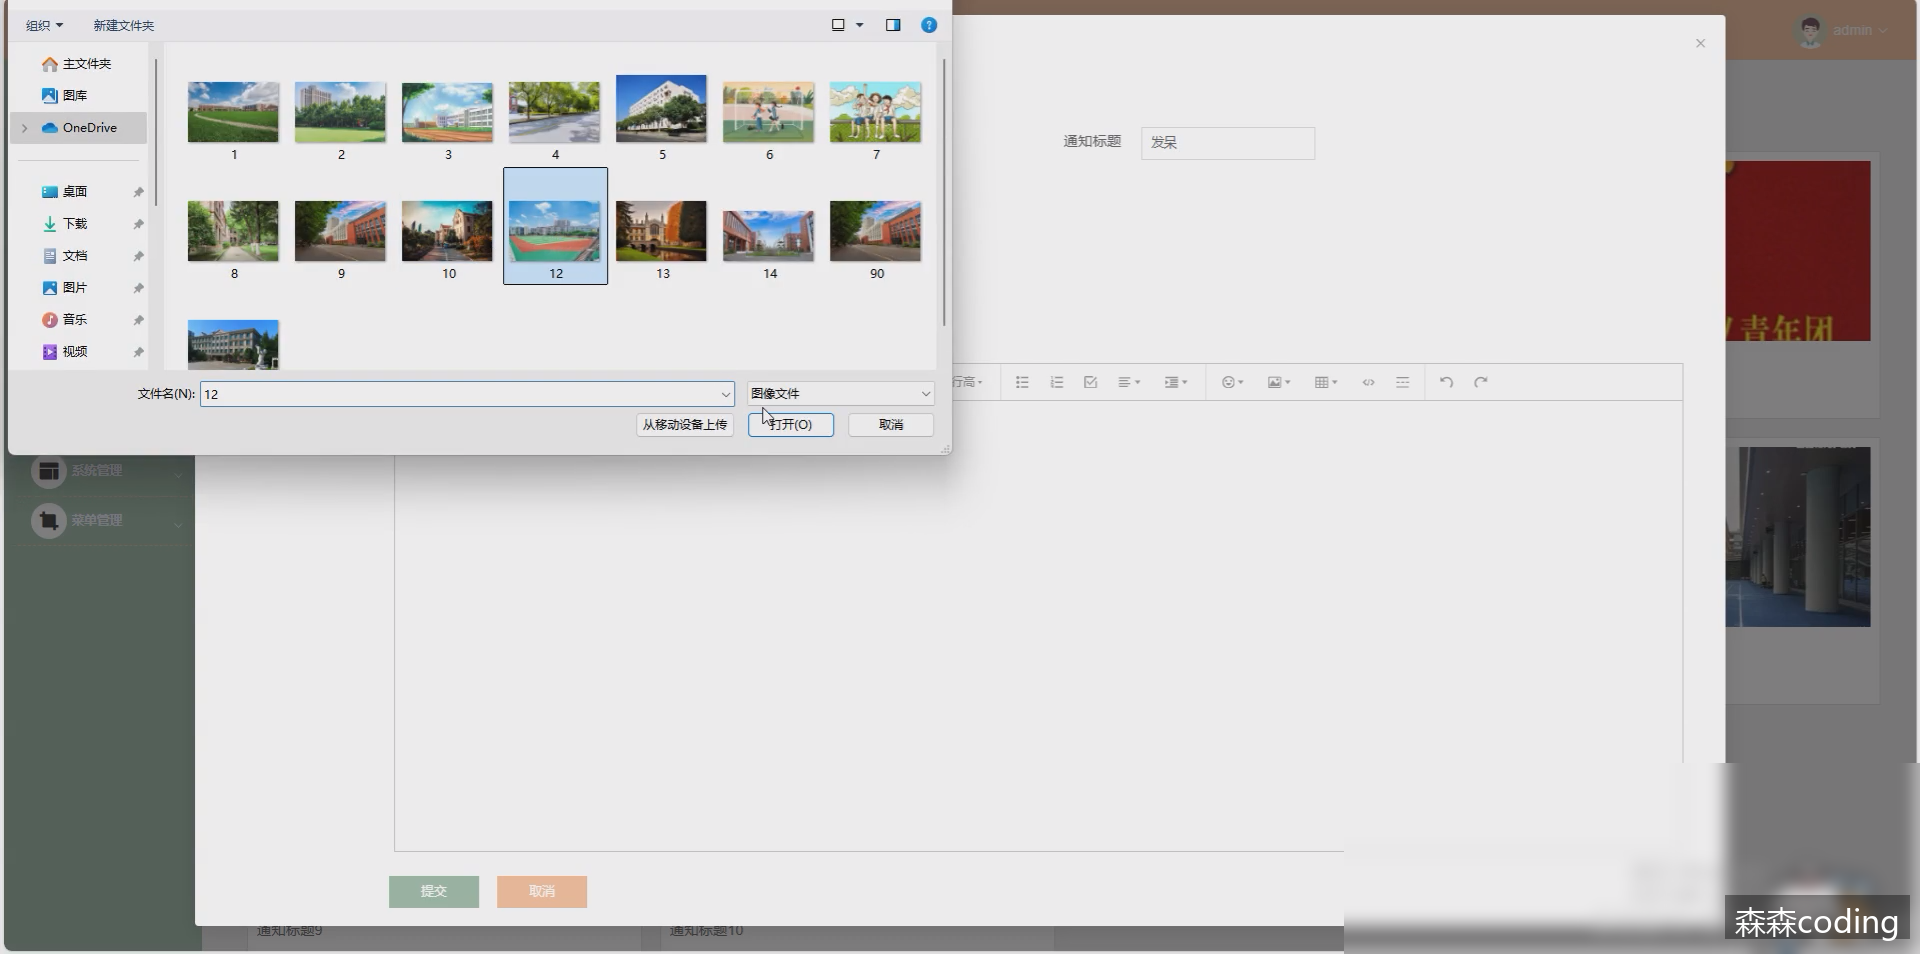 组织
新建文件夹
admin
主文件夹
图库
OneDrive
桌面
下载
文档
图片
音乐
视频
1
2
3
4
5
6
7
8
9
10
12
13
14
90
通知标题
发呆
青年团
文件名(N):
12
图像文件
从移动设备上传
打开(O)
取消
行高
系统管理
菜单管理
提交
取消
通知标题9
通知标题10
森森coding